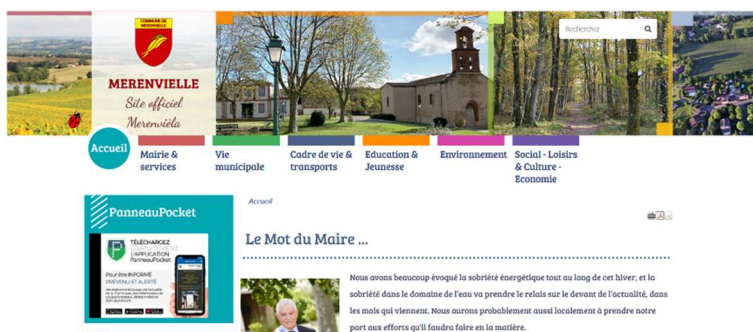 COMMUNE DE
MERENVIELLE
MERENVIELLE
Site officiel
Merenvièla
Rechercher
Accueil
Mairie &
services
Vie
municipale
Cadre de vie &
transports
Education &
Jeunesse
Environnement
Social - Loisirs
& Culture -
Economie
PanneauPocket
TÉLÉCHARGEZ
GRATUITEMENT
L'APPLICATION
PanneauPocket
Pour être INFORMÉ
PRÉVENU ET ALERTÉ
Accueil
Le Mot du Maire ...
Nous avons beaucoup évoqué la sobriété énergétique tout au long de cet hiver, et la
sobriété dans le domaine de l'eau va prendre le relais sur le devant de l'actualité, dans
les mois qui viennent. Nous aurons probablement aussi localement à prendre notre
part aux efforts qu'il faudra faire en la matière.